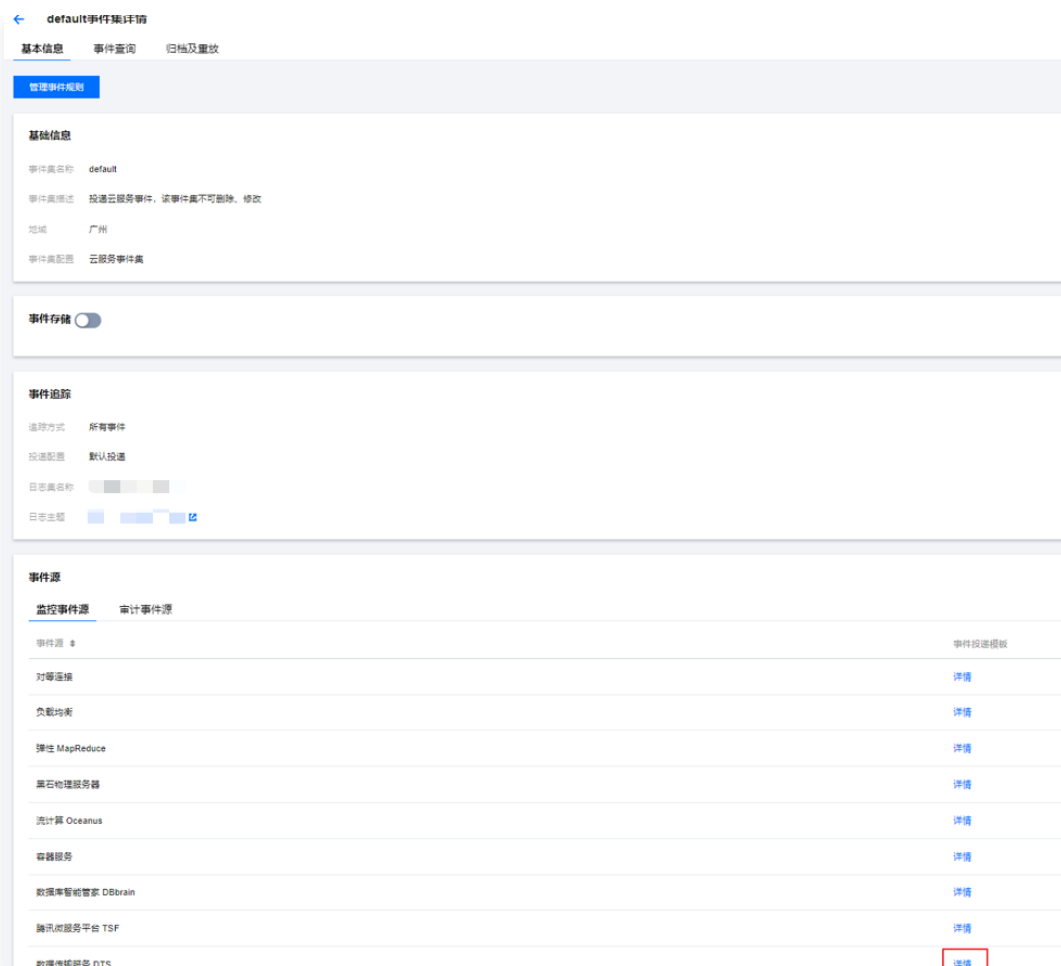 default事件集详情
基本信息 事件查询 归档及重放
管理事件规则
基础信息
事件集名称 default
事件集描述 投递云服务事件，该事件集不可删除、修改
地域 广州
事件集配置 云服务事件集
事件存储
事件追踪
追踪方式 所有事件
投递配置 默认投递
日志集名称
日志主题
事件源
监控事件源 审计事件源
事件源 事件投递模板
对等连接 详情
负载均衡 详情
弹性 MapReduce 详情
黑石物理服务器 详情
流计算 Oceanus 详情
容器服务 详情
数据库智能管家 DBbrain 详情
腾讯微服务平台 TSF 详情
数据传输服务 DTS 详情